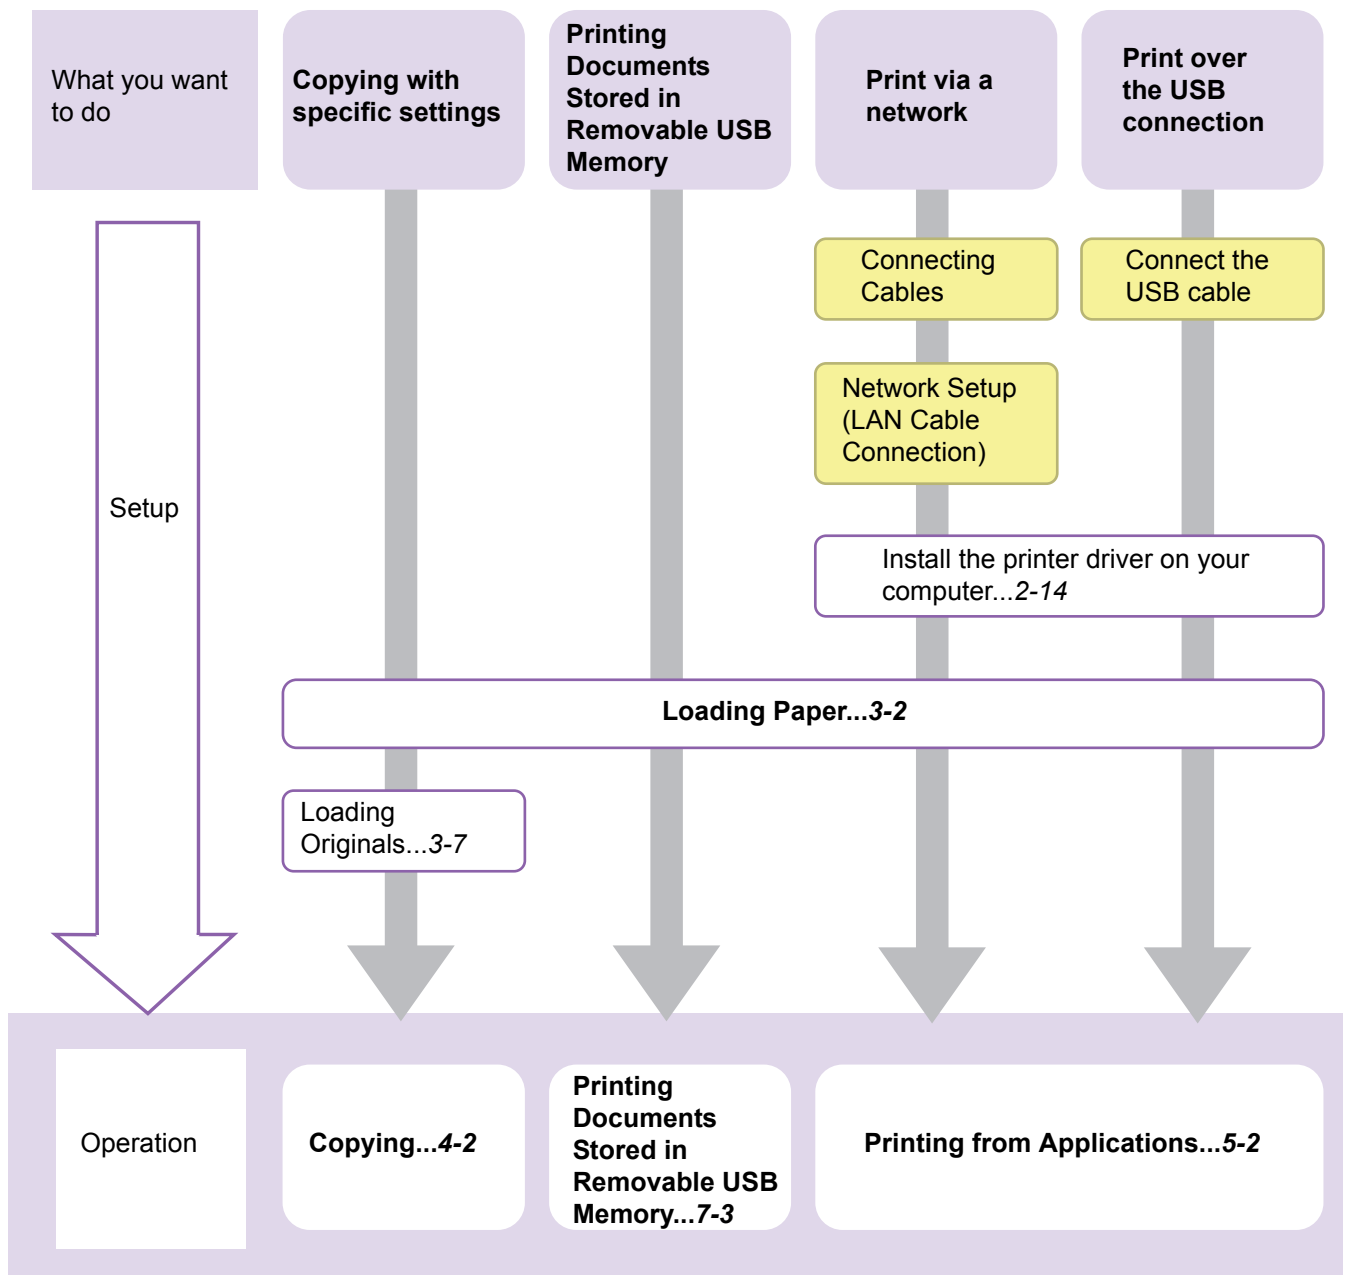 What you want
to do
Copying with
specific settings
Printing
Documents
Stored in
Removable USB
Memory
Print via a
network
Print over
the USB
connection
Setup
Connecting
Cables
Connect the
USB cable
Network Setup
(LAN Cable
Connection)
Install the printer driver on your
computer...2-14
Loading Paper...3-2
Loading
Originals...3-7
Operation
Copying...4-2
Printing
Documents
Stored in
Removable USB
Memory...7-3
Printing from Applications...5-2